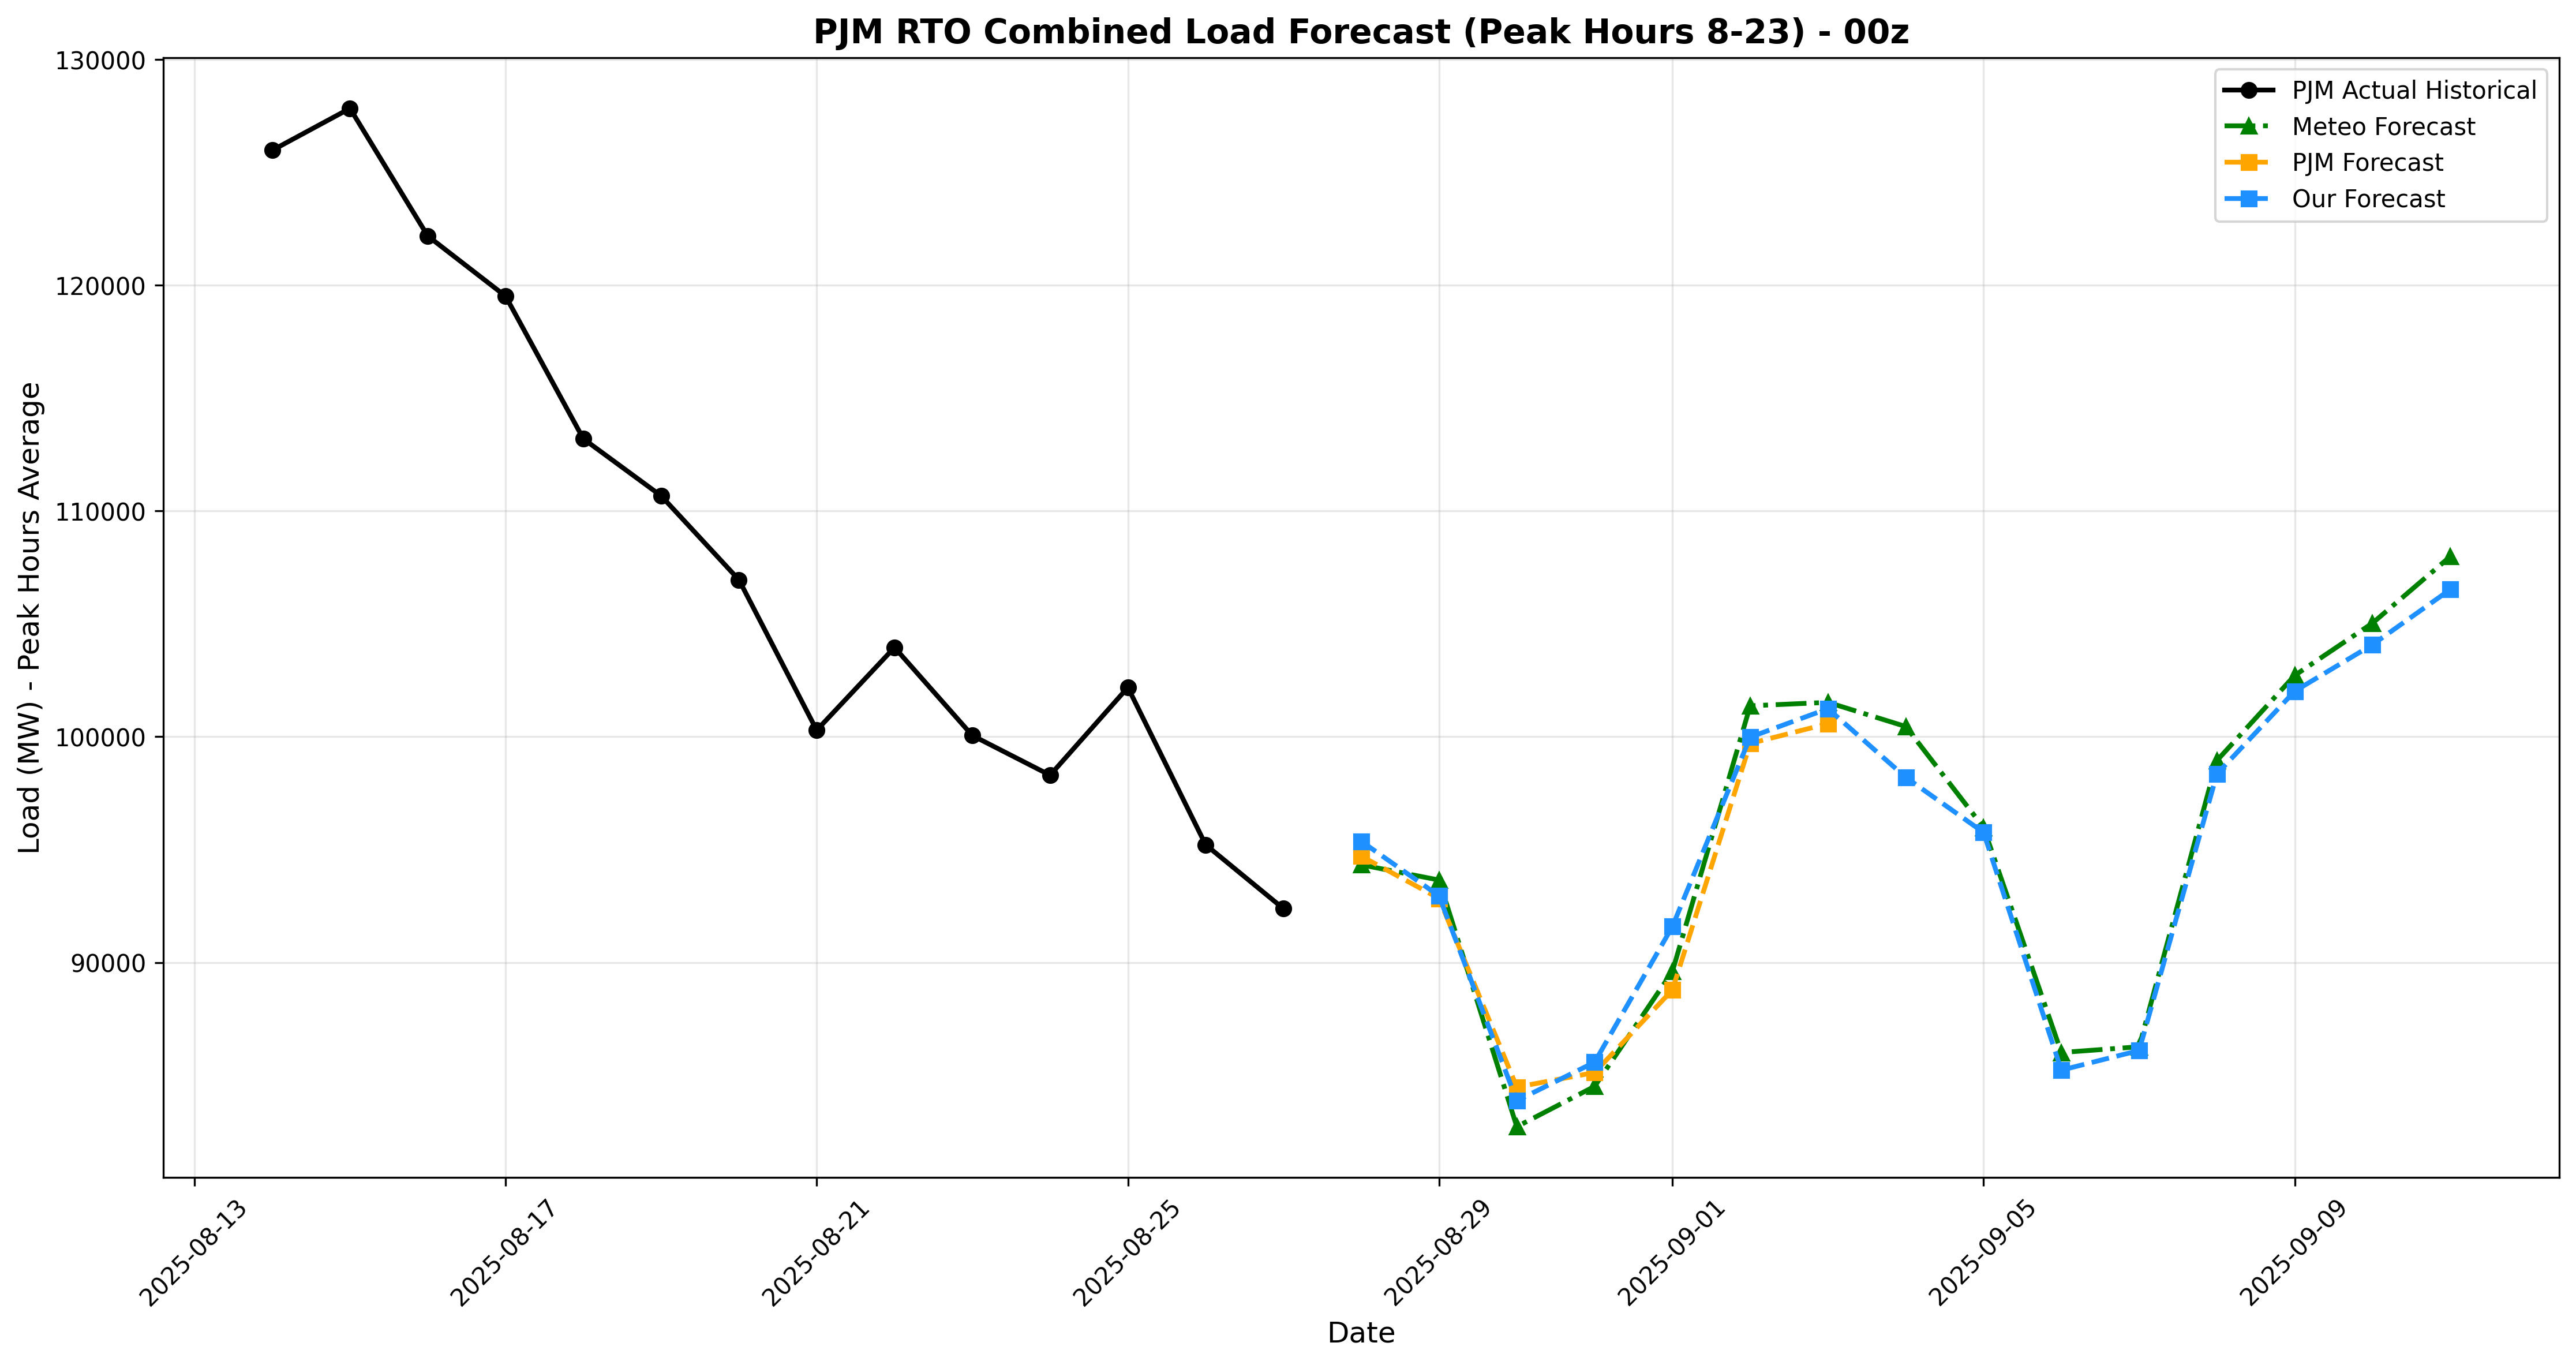 PJM RTO Combined Load Forecast (Peak Hours 8-23) - 00z
130000
120000
110000
100000
90000
Load (MW) - Peak Hours Average
PJM Actual Historical
Meteo Forecast
PJM Forecast
Our Forecast
2025-08-13
2025-08-17
2025-08-21
2025-08-25
2025-08-29
2025-09-01
2025-09-05
2025-09-09
Date